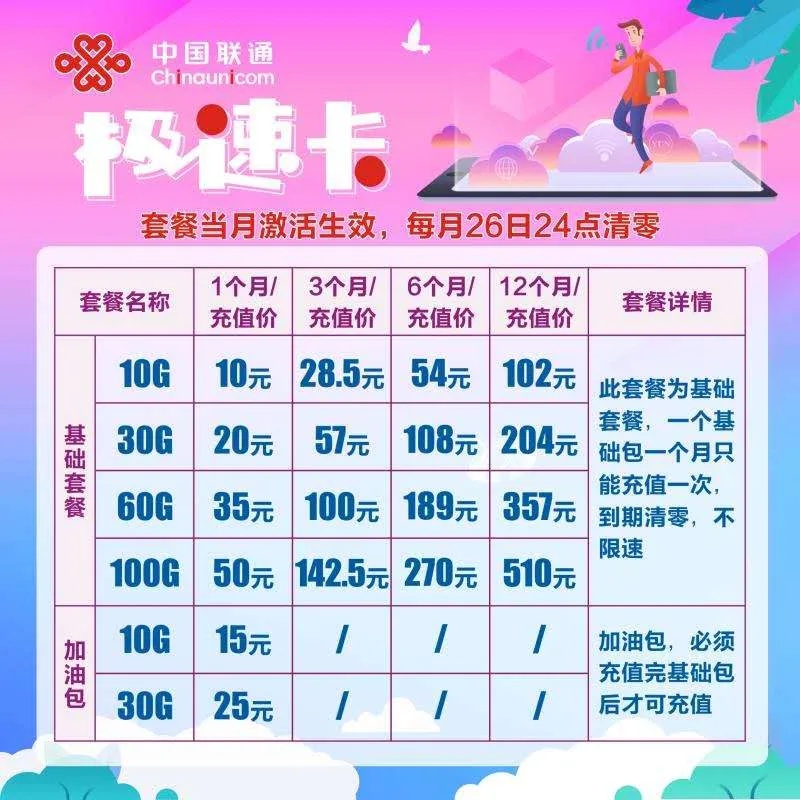 中国联通
Chinaunicom
极速卡
套餐当月激活生效，每月26日24点清零
套餐名称
1个月/
充值价
3个月/
充值价
6个月/
充值价
12个月/
充值价
套餐详情
基础套餐
10G 10元 28.5元 54元 102元
30G 20元 57元 108元 204元
60G 35元 100元 189元 357元
100G 50元 142.5元 270元 510元
此套餐为基础
套餐，一个基
础包一个月只
能充值一次，
到期清零，不
限速
加油包
10G 15元 / / /
30G 25元 / / /
加油包，必须
充值完基础包
后才可充值